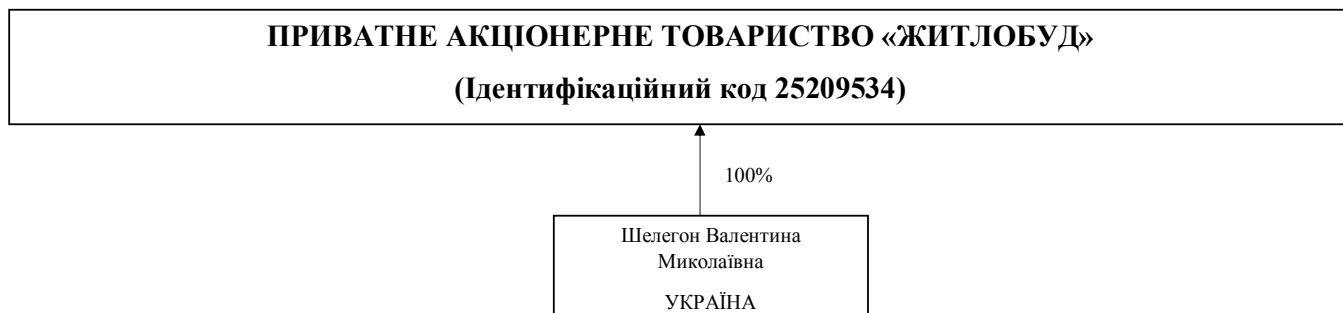 ПРИВАТНЕ АКЦІОНЕРНЕ ТОВАРИСТВО «ЖИТЛОБУД»
(Ідентифікаційний код 25209534)
100%
Шелегон Валентина
Миколаївна
УКРАЇНА